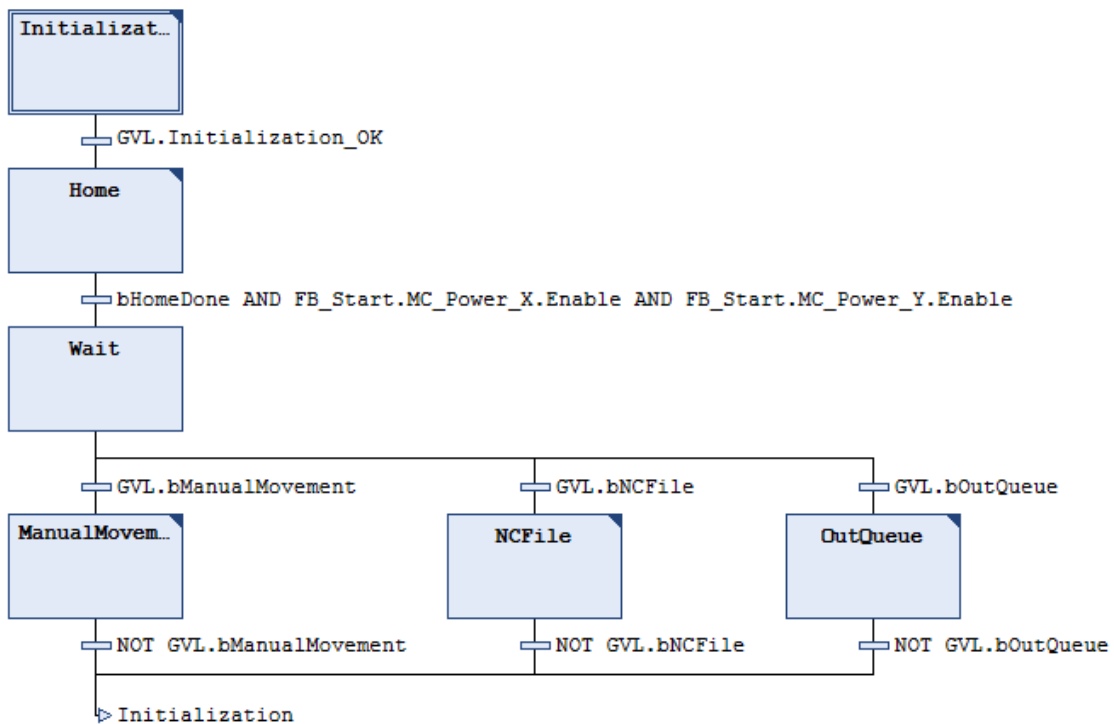 Initializat…
GVL.Initialization_OK
Home
bHomeDone AND FB_Start.MC_Power_X.Enable AND FB_Start.MC_Power_Y.Enable
Wait
GVL.bManualMovement GVL.bNCFile GVL.bOutQueue
ManualMovem… NCFile OutQueue
NOT GVL.bManualMovement NOT GVL.bNCFile NOT GVL.bOutQueue
Initialization